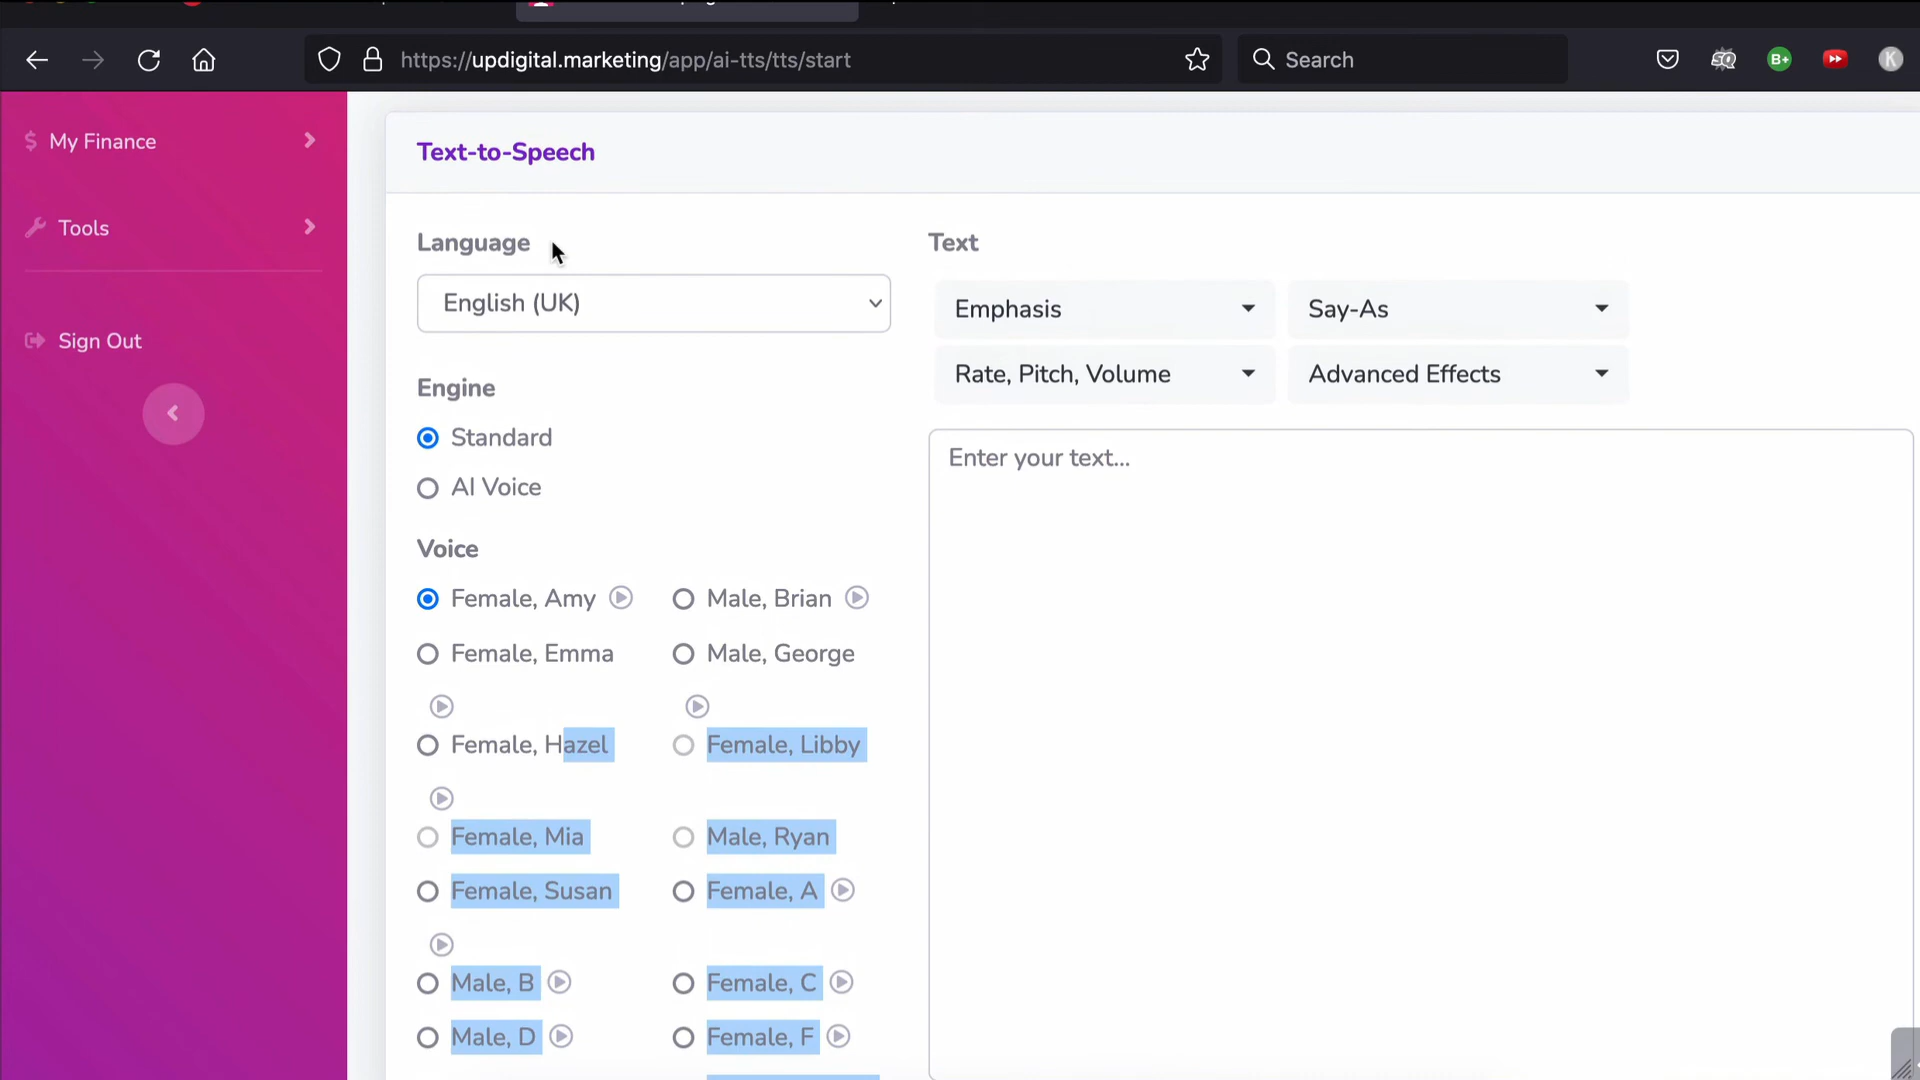 https://updigital.marketing/app/ai-tts/tts/start
Search
B+
K
$ My Finance
Tools
Sign Out
Text-to-Speech
Language
English (UK)
Engine
Standard
AI Voice
Voice
Female, Amy
Male, Brian
Female, Emma
Male, George
Female, Hazel
Female, Libby
Female, Mia
Male, Ryan
Female, Susan
Female, A
Male, B
Female, C
Male, D
Female, F
Text
Emphasis
Say-As
Rate, Pitch, Volume
Advanced Effects
Enter your text...